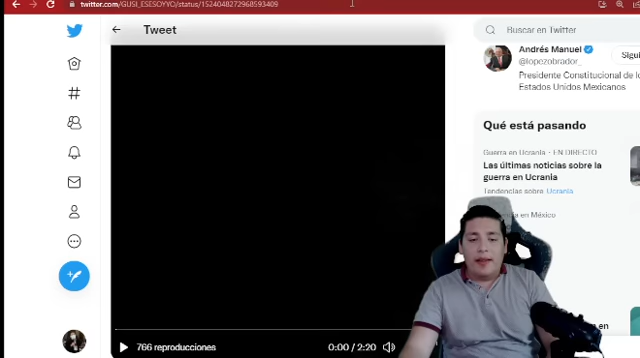 twitter.com/GUSI_ESESOYYO/status/1524048272968593409
Tweet
Buscar en Twitter
Andrés Manuel
@lopezobrador_
Presidente Constitucional de
Estados Unidos Mexicanos
Qué está pasando
Guerra en Ucrania · EN DIRECTO
Las últimas noticias sobre la
guerra en Ucrania
Tendencias sobre Ucrania
en México
en
766 reproducciones
0:00 / 2:20